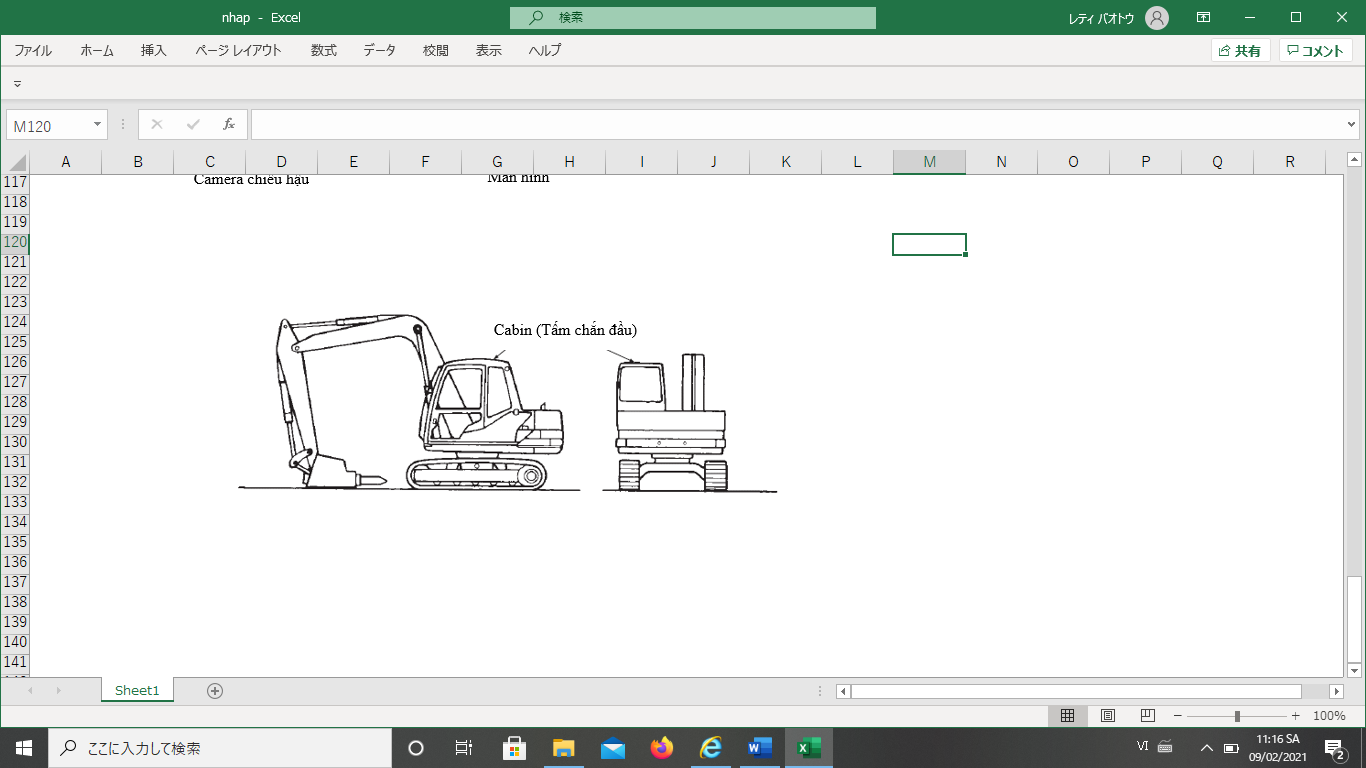 nhap - Excel
検索
レティ バオトウ
ファイル ホーム 挿入 ページ レイアウト 数式 データ 校閲 表示 ヘルプ
共有 コメント
M120
fx
A B C D E F G H I J K L M N O P Q R
117
Camera chiếu hậu Màn hình
118
119
120
121
122
123
124
Cabin (Tấm chắn đầu)
125
126
127
128
129
130
131
132
133
134
135
136
137
138
139
140
141
Sheet1
100%
ここに入力して検索
VI
11:16 SA
09/02/2021
2